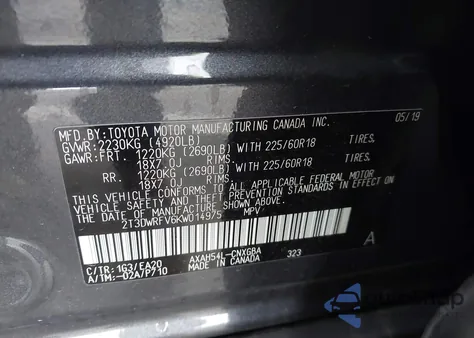 MFD.BY:TOYOTA MOTOR MANUFACTURING CANADA INC. 05/19
GVWR:2230KG (4920LB)
GAWR:FRT. 1220KG (2690LB) WITH 225/60R18 TIRES,
18X7.0J RIMS,
RR. 1220KG (2690LB) WITH 225/60R18 TIRES,
18X7.0J RIMS,
THIS VEHICLE CONFORMS TO ALL APPLICABLE FEDERAL MOTOR
VEHICLE SAFETY AND THEFT PREVENTION STANDARDS IN EFFECT
ON THE DATE OF MANUFACTURE SHOWN ABOVE.
2T3DWRFV6KW014975 MPV
A
C/TR:1G3/EA20 AXAH54L-CNXGBA 323
A/TM:-02A/P710 MADE IN CANADA